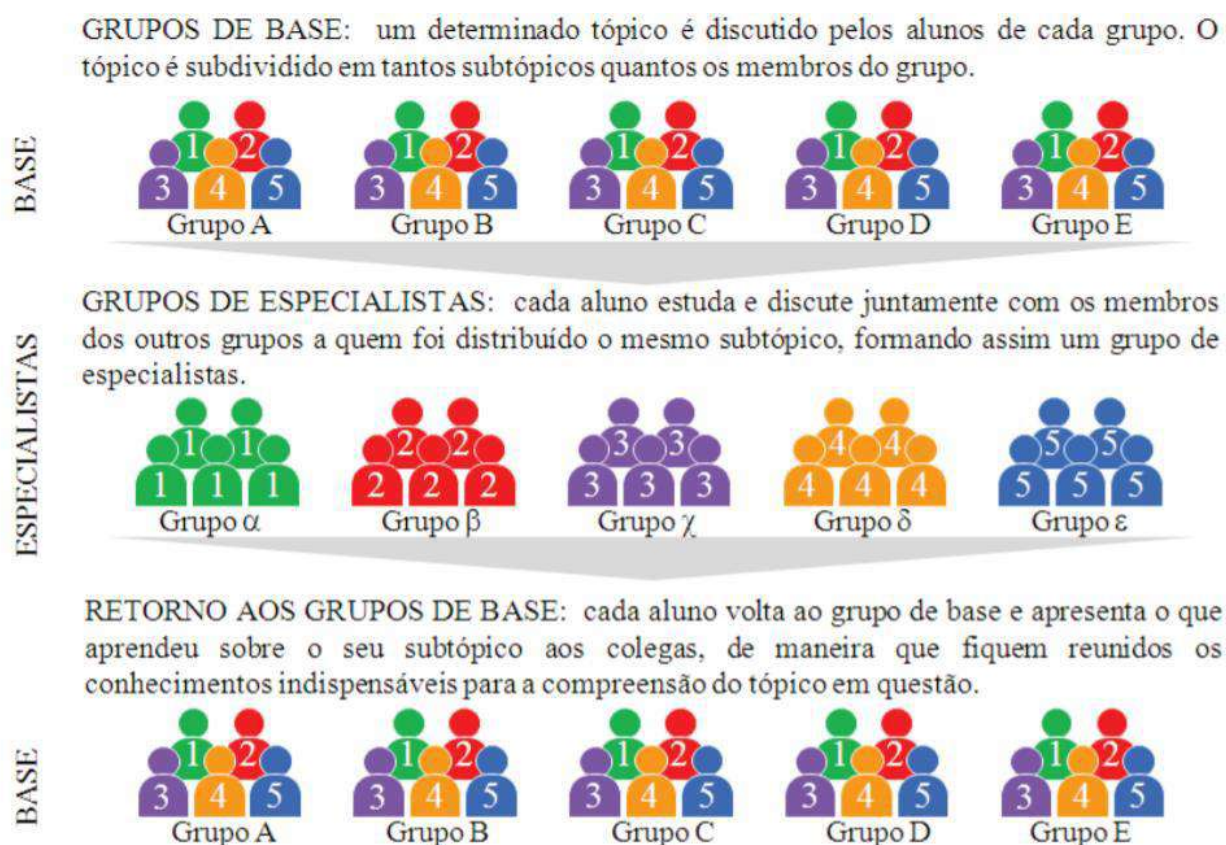 GRUPOS DE BASE: um determinado tópico é discutido pelos alunos de cada grupo. O
tópico é subdividido em tantos subtópicos quantos os membros do grupo.
BASE
1 2 1 2 1 2 1 2 1 2
3 4 5 3 4 5 3 4 5 3 4 5 3 4 5
Grupo A Grupo B Grupo C Grupo D Grupo E
GRUPOS DE ESPECIALISTAS: cada aluno estuda e discute juntamente com os membros
dos outros grupos a quem foi distribuído o mesmo subtópico, formando assim um grupo de
especialistas.
ESPECIALISTAS
1 1 2 2 3 3 4 4 5 5
1 1 1 2 2 2 3 3 3 4 4 4 5 5 5
Grupo α Grupo β Grupo χ Grupo δ Grupo ε
RETORNO AOS GRUPOS DE BASE: cada aluno volta ao grupo de base e apresenta o que
aprendeu sobre o seu subtópico aos colegas, de maneira que fiquem reunidos os
conhecimentos indispensáveis para a compreensão do tópico em questão.
BASE
1 2 1 2 1 2 1 2 1 2
3 4 5 3 4 5 3 4 5 3 4 5 3 4 5
Grupo A Grupo B Grupo C Grupo D Grupo E